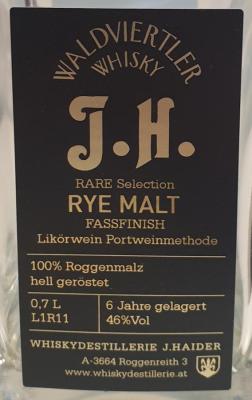 WALDVIERTLER
WHISKY
J.H.
RARE Selection
RYE MALT
FASSFINISH
Likörwein Portweinmethode
100% Roggenmalz
hell geröstet
0,7 L
L1R11
6 Jahre gelagert
46%Vol
WHISKYDESTILLERIE J.HAIDER
A-3664 Roggenreith 3
www.whiskydestillerie.at